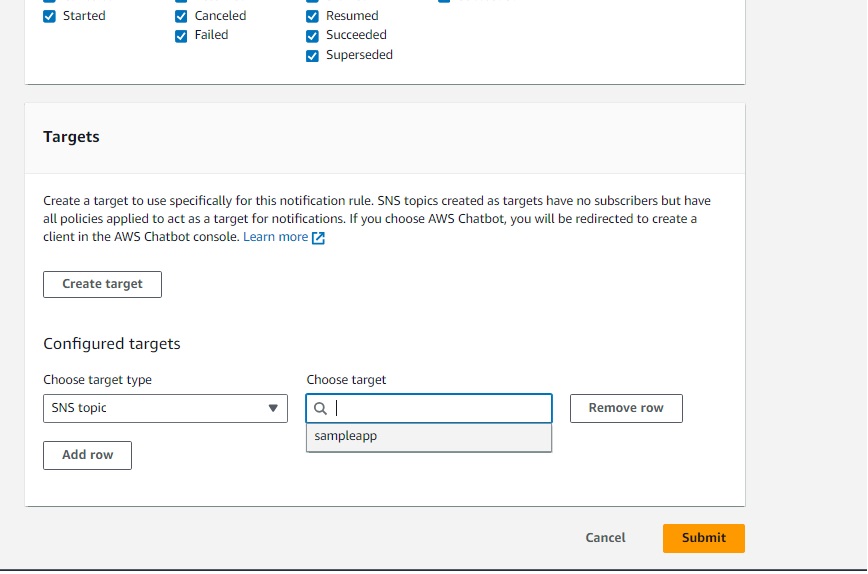 Started
Canceled
Resumed
Failed
Succeeded
Superseded
Targets
Create a target to use specifically for this notification rule. SNS topics created as targets have no subscribers but have
all policies applied to act as a target for notifications. If you choose AWS Chatbot, you will be redirected to create a
client in the AWS Chatbot console. Learn more
Create target
Configured targets
Choose target type
Choose target
SNS topic
Remove row
sampleapp
Add row
Cancel
Submit